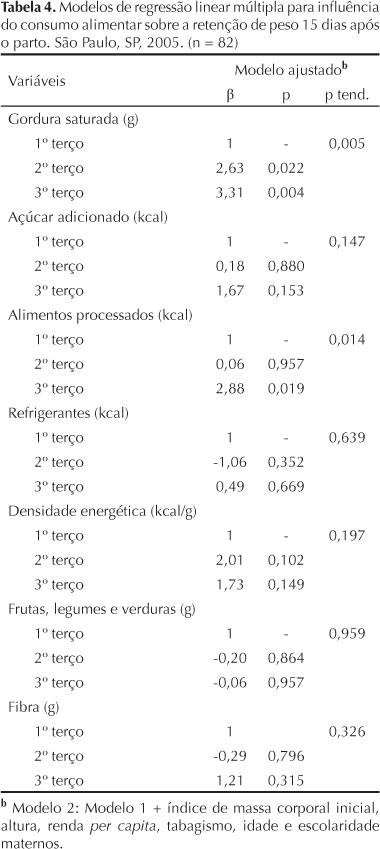 Tabela 4. Modelos de regressão linear múltipla para influência
do consumo alimentar sobre a retenção de peso 15 dias após
o parto. São Paulo, SP, 2005. (n = 82)
Variáveis Modelo ajustadob
β p p tend.
Gordura saturada (g)
1º terço 1 - 0,005
2º terço 2,63 0,022
3º terço 3,31 0,004
Açúcar adicionado (kcal)
1º terço 1 - 0,147
2º terço 0,18 0,880
3º terço 1,67 0,153
Alimentos processados (kcal)
1º terço 1 - 0,014
2º terço 0,06 0,957
3º terço 2,88 0,019
Refrigerantes (kcal)
1º terço 1 - 0,639
2º terço -1,06 0,352
3º terço 0,49 0,669
Densidade energética (kcal/g)
1º terço 1 - 0,197
2º terço 2,01 0,102
3º terço 1,73 0,149
Frutas, legumes e verduras (g)
1º terço 1 - 0,959
2º terço -0,20 0,864
3º terço -0,06 0,957
Fibra (g)
1º terço 1 0,326
2º terço -0,29 0,796
3º terço 1,21 0,315
b Modelo 2: Modelo 1 + índice de massa corporal inicial,
altura, renda per capita, tabagismo, idade e escolaridade
maternos.